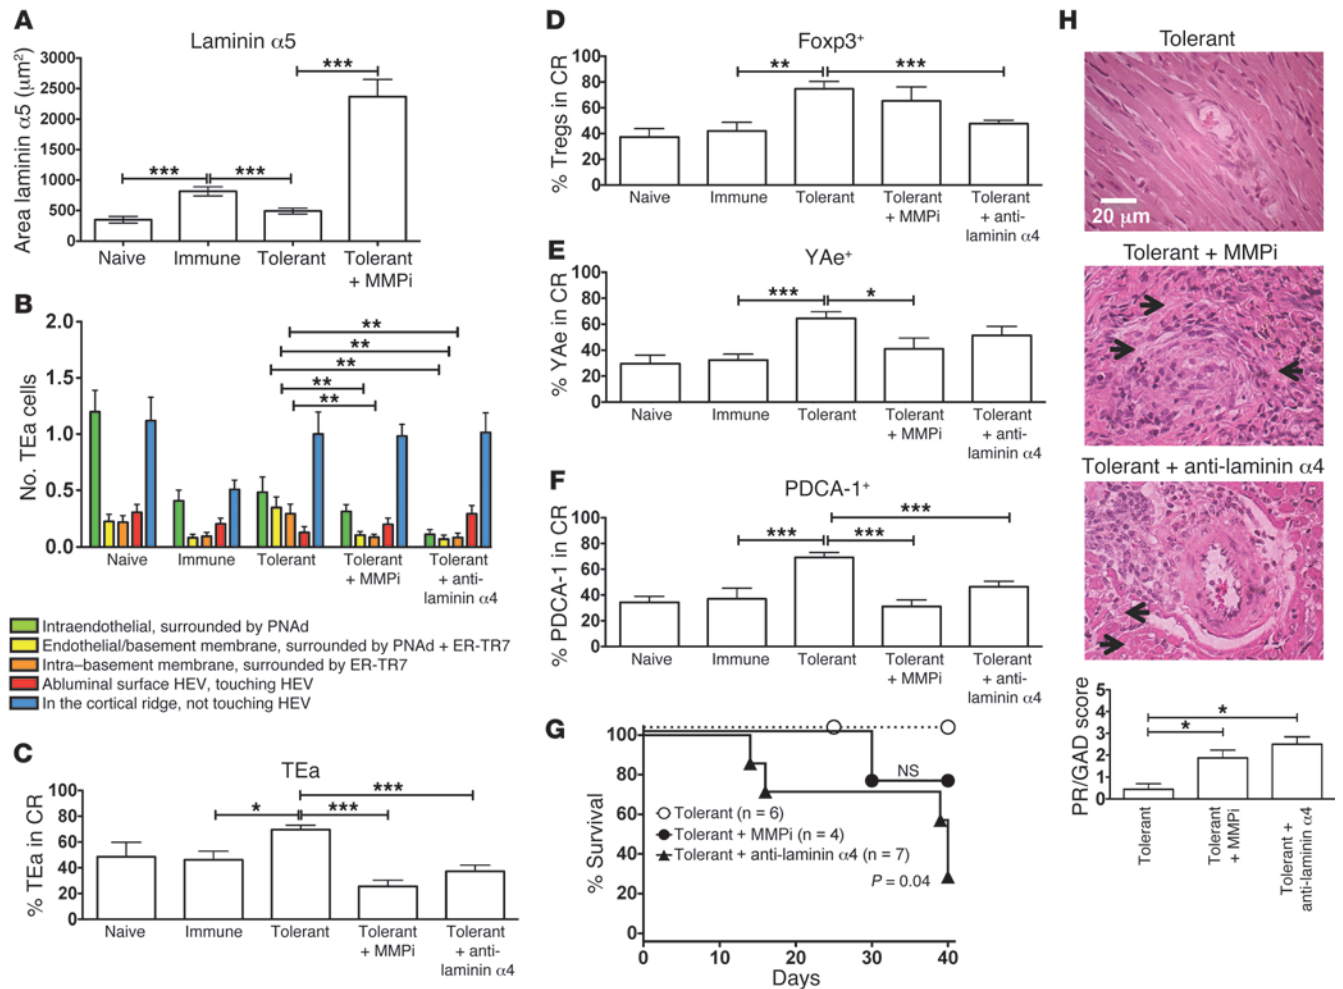 A
Laminin α5
Area laminin α5 (μm²)
3000
2500
2000
1500
1000
500
0
***
***
***
Naive
Immune
Tolerant
Tolerant
+ MMPi
B
No. TEa cells
2.0
1.5
1.0
0.5
0.0
**
**
**
**
**
Naive
Immune
Tolerant
Tolerant
+ MMPi
Tolerant
+ anti-
laminin α4
Intraendothelial, surrounded by PNAd
Endothelial/basement membrane, surrounded by PNAd + ER-TR7
Intra–basement membrane, surrounded by ER-TR7
Abluminal surface HEV, touching HEV
In the cortical ridge, not touching HEV
C
TEa
% TEa in CR
100
80
60
40
20
0
*
***
***
Naive
Immune
Tolerant
Tolerant
+ MMPi
Tolerant
+ anti-
laminin α4
D
Foxp3⁺
% Tregs in CR
100
80
60
40
20
0
**
***
Naive
Immune
Tolerant
Tolerant
+ MMPi
Tolerant
+ anti-
laminin α4
E
YAe⁺
% YAe in CR
100
80
60
40
20
0
***
*
Naive
Immune
Tolerant
Tolerant
+ MMPi
Tolerant
+ anti-
laminin α4
F
PDCA-1⁺
% PDCA-1 in CR
100
80
60
40
20
0
***
***
***
Naive
Immune
Tolerant
Tolerant
+ MMPi
Tolerant
+ anti-
laminin α4
G
% Survival
100
80
60
40
20
0
NS
Tolerant (n = 6)
Tolerant + MMPi (n = 4)
Tolerant + anti-laminin α4 (n = 7)
P = 0.04
0
10
20
30
40
Days
H
Tolerant
20 μm
Tolerant + MMPi
Tolerant + anti-laminin α4
PR/GAD score
5
4
3
2
1
0
*
*
Tolerant
Tolerant
+ MMPi
Tolerant +
anti-laminin α4